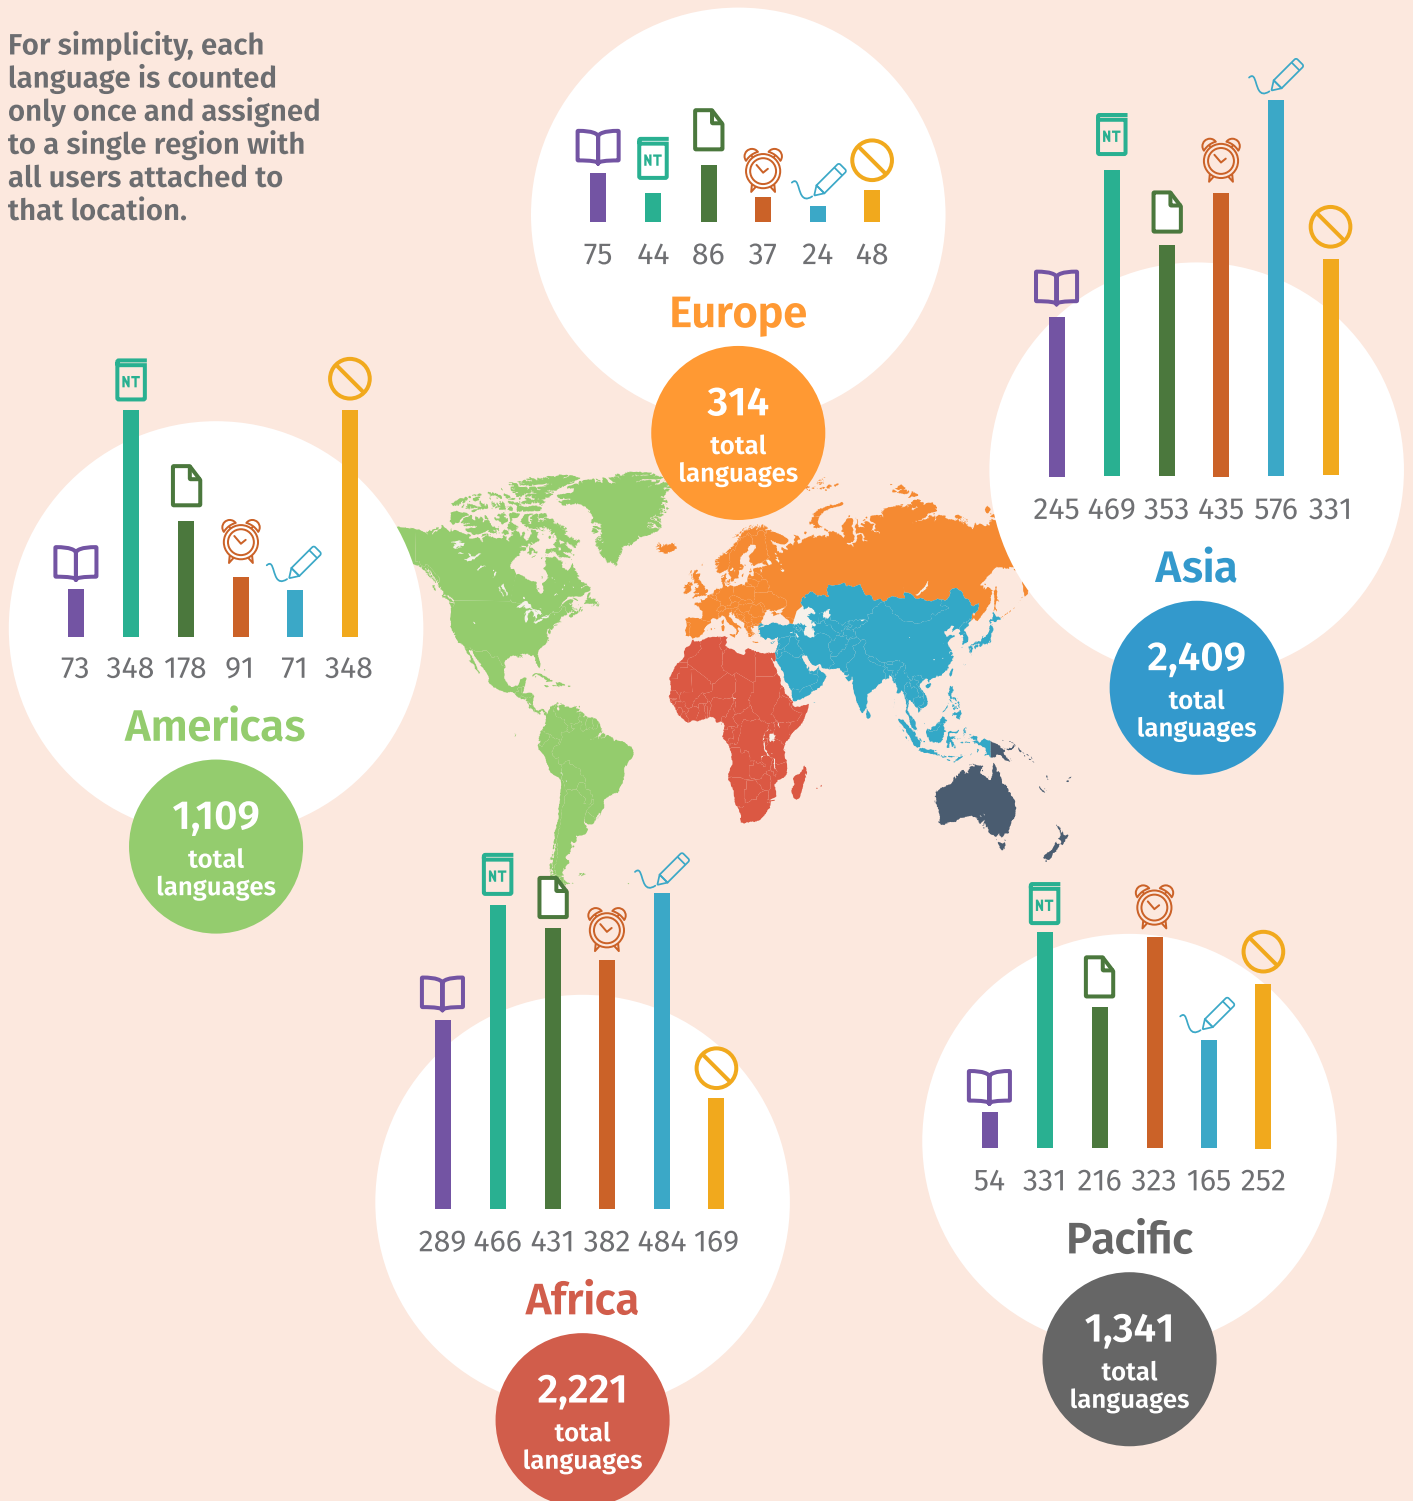 For simplicity, each
language is counted
only once and assigned
to a single region with
all users attached to
that location.
NT
75 44 86 37 24 48
Europe
314
total
languages
NT
245 469 353 435 576 331
Asia
2,409
total
languages
NT
73 348 178 91 71 348
Americas
1,109
total
languages
NT
289 466 431 382 484 169
Africa
2,221
total
languages
NT
54 331 216 323 165 252
Pacific
1,341
total
languages